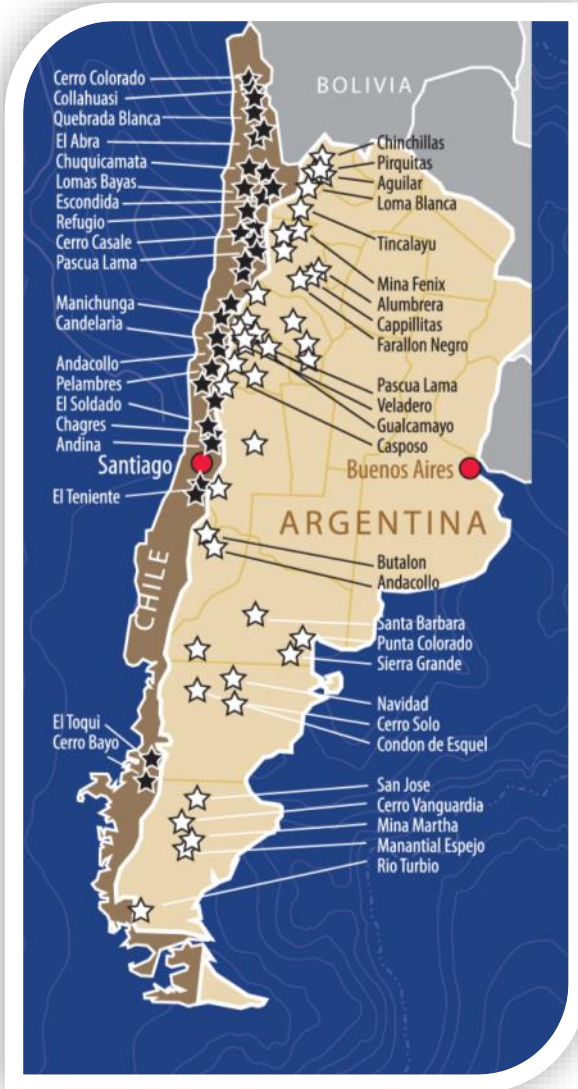 BOLIVIA
Cerro Colorado
Collahuasi
Quebrada Blanca
El Abra
Chuquicamata
Lomas Bayas
Escondida
Refugio
Cerro Casale
Pascua Lama
Manichunga
Candelaria
Andacollo
Pelambres
El Soldado
Chagres
Andina
Santiago
El Teniente
CHILE
El Toqui
Cerro Bayo
Chinchillas
Pirquitas
Aguilar
Loma Blanca
Tincalayu
Mina Fenix
Alumbrera
Cappillitas
Farallon Negro
Pascua Lama
Veladero
Gualcamayo
Casposo
Buenos Aires
ARGENTINA
Butalon
Andacollo
Santa Barbara
Punta Colorado
Sierra Grande
Navidad
Cerro Solo
Condon de Esquel
San Jose
Cerro Vanguardia
Mina Martha
Manantial Espejo
Rio Turbio